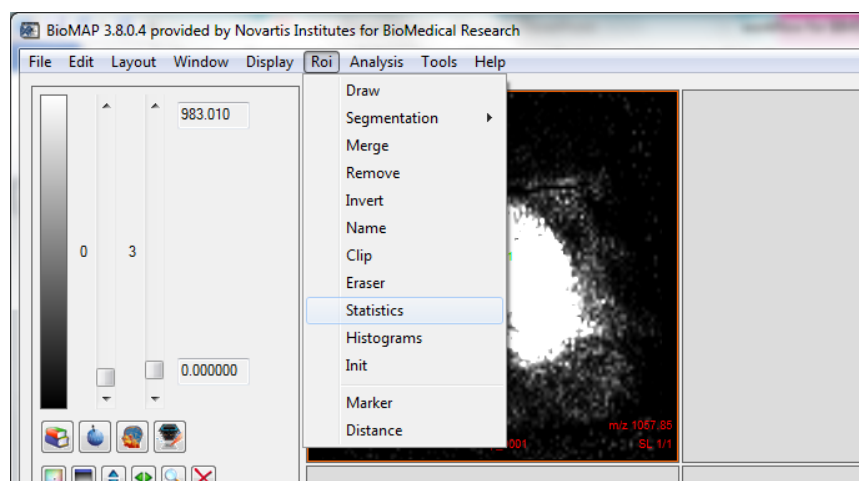 BioMAP 3.8.0.4 provided by Novartis Institutes for BioMedical Research
File Edit Layout Window Display Roi Analysis Tools Help
983.010
0 3
0.000000
Draw
Segmentation
Merge
Remove
Invert
Name
Clip
Eraser
Statistics
Histograms
Init
Marker
Distance
m/z 1057.85
001 SL 1/1